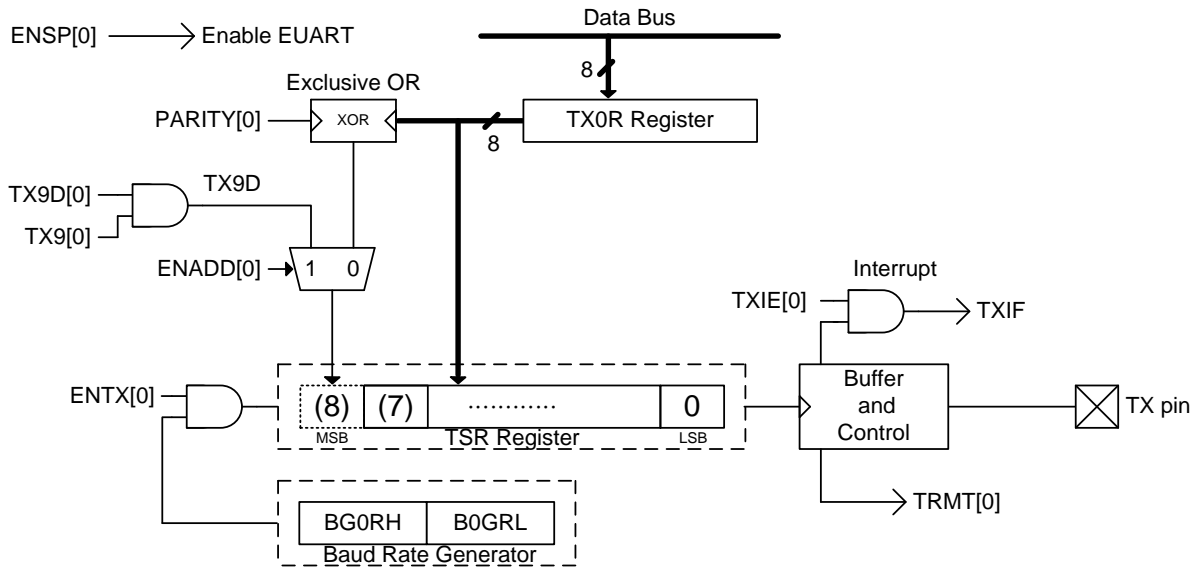 Data Bus
ENSP[0] Enable EUART
8
Exclusive OR
PARITY[0] XOR TX0R Register
8
TX9D[0] TX9D
TX9[0]
ENADD[0] 1 0 Interrupt
TXIE[0] TXIF
ENTX[0] (8) (7) ............ 0 Buffer and Control TX pin
MSB TSR Register LSB
TRMT[0]
BG0RH B0GRL
Baud Rate Generator